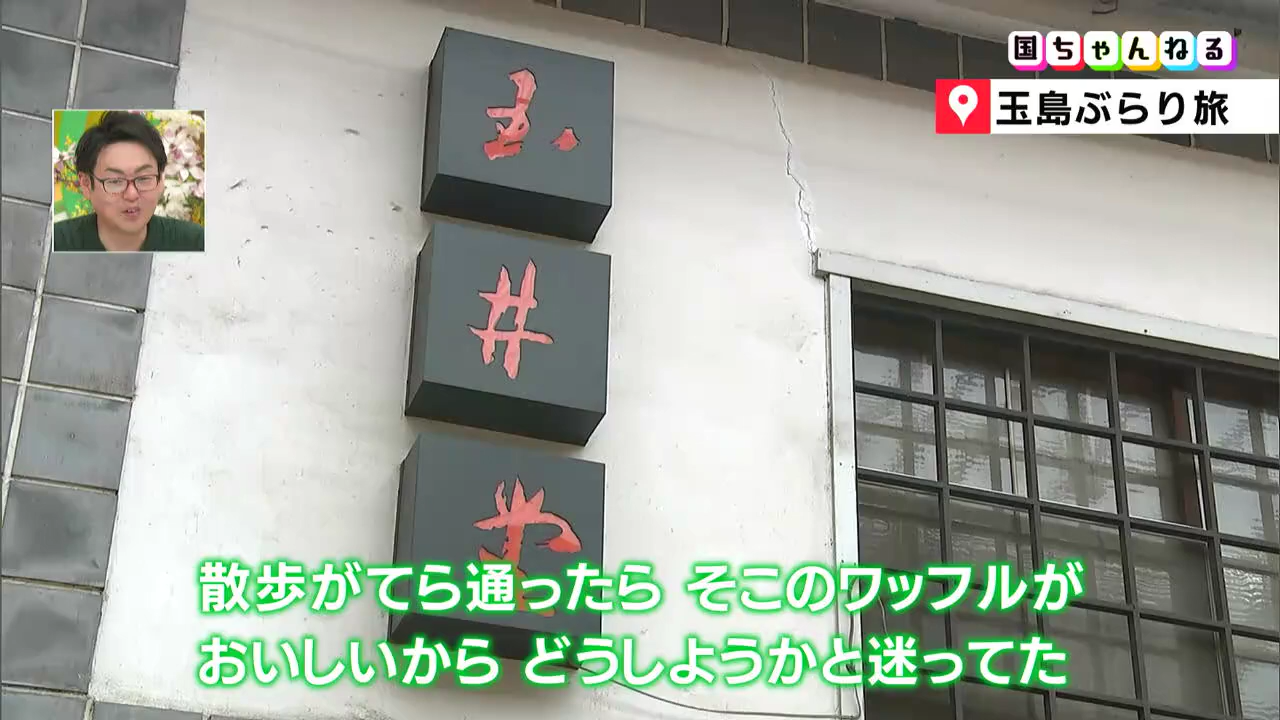 国ちゃんねる
玉島ぶらり旅
玉
井
堂
散歩がてら通ったら そこのワッフルが
おいしいから どうしようかと迷ってた